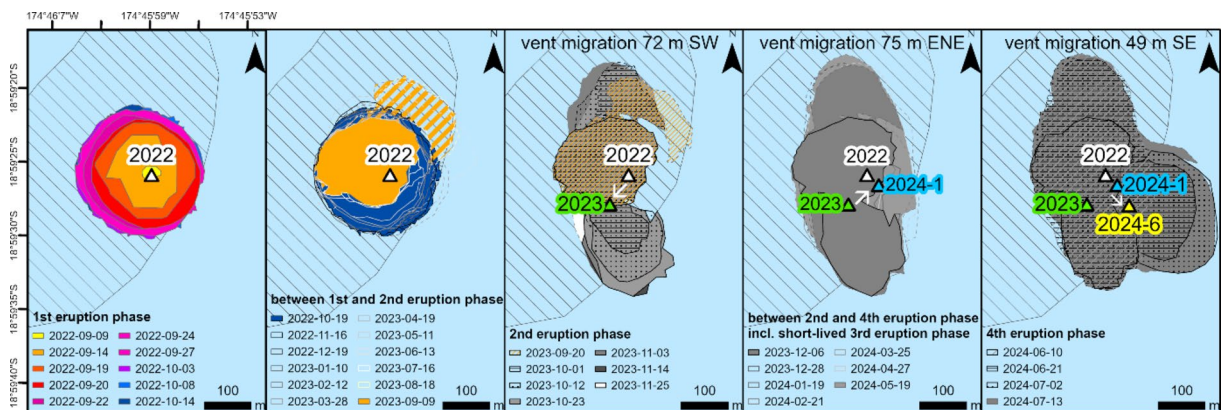 174°46'7"W 174°45'59"W 174°45'53"W
18°59'20"S
18°59'25"S
18°59'30"S
18°59'35"S
18°59'40"S
N
2022
1st eruption phase
2022-09-09 2022-09-24
2022-09-14 2022-09-27
2022-09-19 2022-10-03
2022-09-20 2022-10-08
2022-09-22 2022-10-14
100
m
N
2022
between 1st and 2nd eruption phase
2022-10-19 2023-04-19
2022-11-16 2023-05-11
2022-12-19 2023-06-13
2023-01-10 2023-07-16
2023-02-12 2023-08-18
2023-03-28 2023-09-09
100
m
vent migration 72 m SW
N
2022
2023
2nd eruption phase
2023-09-20 2023-11-03
2023-10-01 2023-11-14
2023-10-12 2023-11-25
2023-10-23
100
m
vent migration 75 m ENE
N
2022
2024-1
2023
between 2nd and 4th eruption phase
incl. short-lived 3rd eruption phase
2023-12-06 2024-03-25
2023-12-28 2024-04-27
2024-01-19 2024-05-19
2024-02-21
100
m
vent migration 49 m SE
N
2022
2024-1
2023
2024-6
4th eruption phase
2024-06-10
2024-06-21
2024-07-02
2024-07-13
100
m